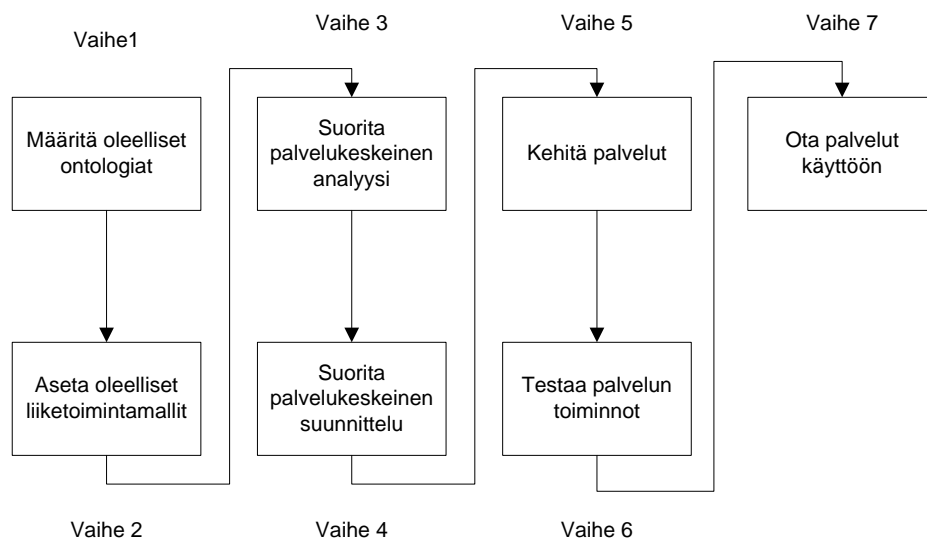 Vaihe1
Vaihe 3
Vaihe 5
Vaihe 7
Määritä oleelliset
ontologiat
Suorita
palvelukeskeinen
analyysi
Kehitä palvelut
Ota palvelut
käyttöön
Aseta oleelliset
liiketoimintamallit
Suorita
palvelukeskeinen
suunnittelu
Testaa palvelun
toiminnot
Vaihe 2
Vaihe 4
Vaihe 6